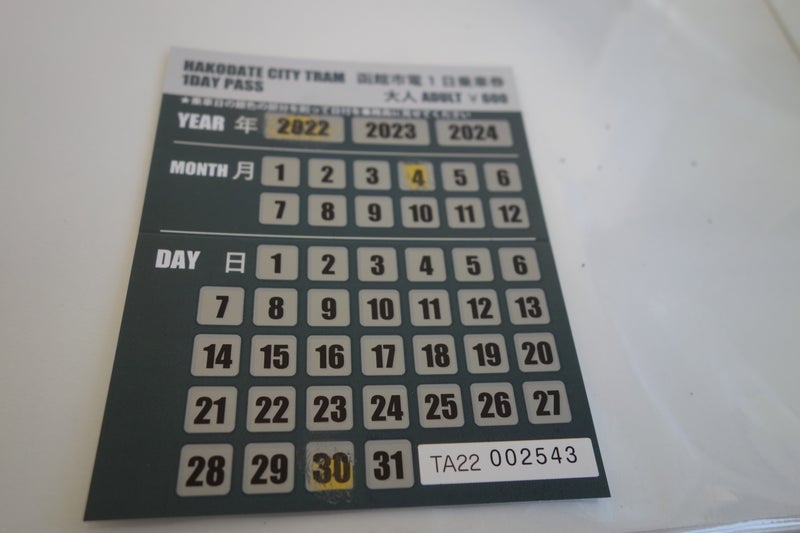 HAKODATE CITY TRAM 函館市電1日乗車券
1DAY PASS
大人 ADULT ¥600
YEAR 年 2022 2023 2024
MONTH 月 1 2 3 4 5 6
7 8 9 10 11 12
DAY 日 1 2 3 4 5 6
7 8 9 10 11 12 13
14 15 16 17 18 19 20
21 22 23 24 25 26 27
28 29 30 31 TA22 002543